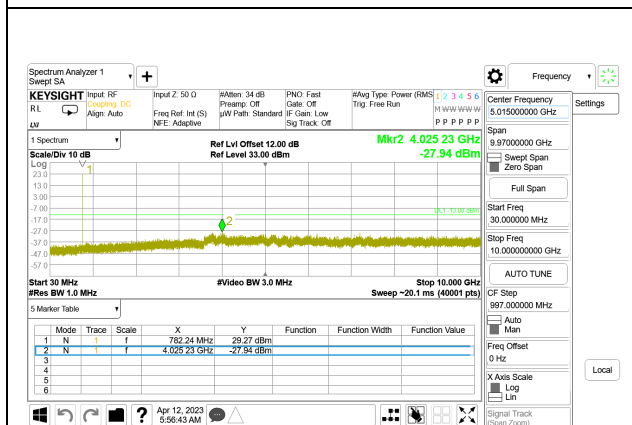 Spectrum Analyzer 1
Swept SA
KEYSIGHT
R L
LXI
Input: RF
Coupling: DC
Align: Auto
Input Z: 50 Ω
Freq Ref: Int (S)
NFE: Adaptive
#Atten: 34 dB
Preamp: Off
µW Path: Standard
PNO: Fast
Gate: Off
IF Gain: Low
Sig Track: Off
#Avg Type: Power (RMS
Trig: Free Run
1 2 3 4 5 6
M W W W W W
P P P P P P
1 Spectrum
Scale/Div 10 dB
Ref Lvl Offset 12.00 dB
Ref Level 33.00 dBm
Mkr2 4.025 23 GHz
-27.94 dBm
Log
23.0
13.0
3.00
-7.00
-17.0
-27.0
-37.0
-47.0
-57.0
1
2
DL1 -13.00 dBm
Start 30 MHz
#Res BW 1.0 MHz
#Video BW 3.0 MHz
Stop 10.000 GHz
Sweep ~20.1 ms (40001 pts)
5 Marker Table
Mode Trace Scale X Y Function Function Width Function Value
1 N 1 f 782.24 MHz 29.27 dBm
2 N 1 f 4.025 23 GHz -27.94 dBm
3
4
5
6
Apr 12, 2023
5:56:43 AM
Frequency
Settings
Center Frequency
5.015000000 GHz
Span
9.97000000 GHz
Swept Span
Zero Span
Full Span
Start Freq
30.000000 MHz
Stop Freq
10.000000000 GHz
AUTO TUNE
CF Step
997.000000 MHz
Auto
Man
Freq Offset
0 Hz
X Axis Scale
Log
Lin
Signal Track
(Span Zoom)
Local